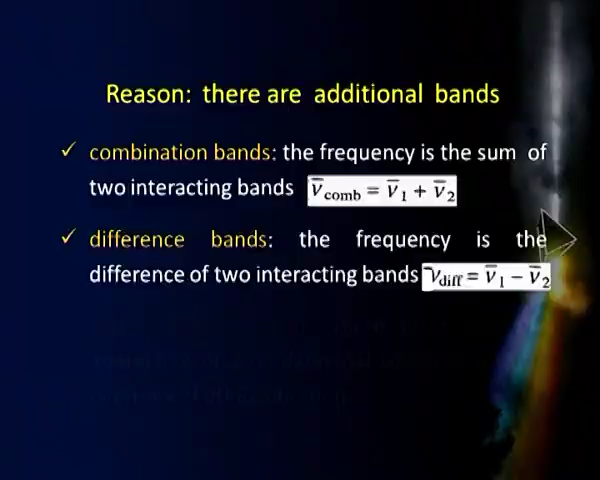 Reason: there are additional bands
✓ combination bands: the frequency is the sum of
two interacting bands ν̅comb = ν̅1 + ν̅2
✓ difference bands: the frequency is the
difference of two interacting bands ν̅diff = ν̅1 − ν̅2